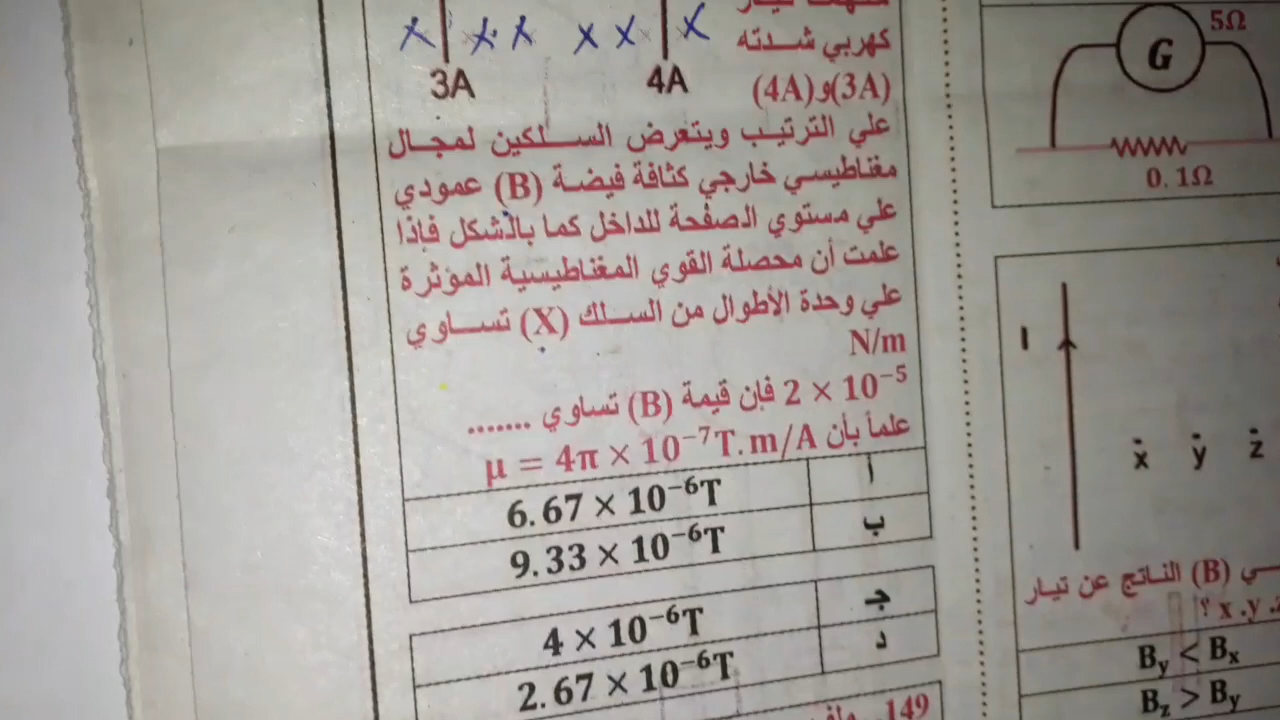 × × × × × ×
3A
4A
كهربي شدته
(3A)و(4A)
علي الترتيب ويتعرض السلكين لمجال
مغناطيسي خارجي كثافة فيضة (B) عمودي
علي مستوي الصفحة للداخل كما بالشكل فإذا
علمت أن محصلة القوي المغناطيسية المؤثرة
علي وحدة الأطوال من السلك (X) تساوي
N/m
2 × 10⁻⁵ فإن قيمة (B) تساوي .......
علماً بأن μ = 4π × 10⁻⁷T.m/A
أ 6.67 × 10⁻⁶T
ب 9.33 × 10⁻⁶T
جـ 4 × 10⁻⁶T
د 2.67 × 10⁻⁶T
149
G
5Ω
0.1Ω
I
x y z
(B) الناتج عن تيار
x ,y ؟
B_y < B_x
B_z > B_y